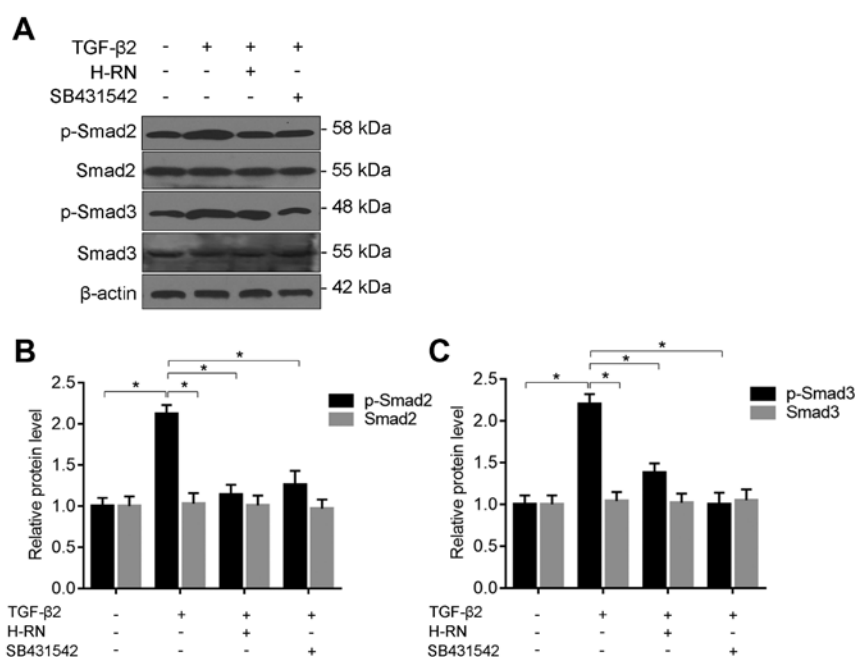 A
TGF-β2 - + + +
H-RN - - + -
SB431542 - - - +
p-Smad2 - 58 kDa
Smad2 - 55 kDa
p-Smad3 - 48 kDa
Smad3 - 55 kDa
β-actin - 42 kDa
B
* * * *
p-Smad2
Smad2
Relative protein level
2.5
2.0
1.5
1.0
0.5
0.0
TGF-β2 - + + +
H-RN - - + -
SB431542 - - - +
C
* * * *
p-Smad3
Smad3
Relative protein level
2.5
2.0
1.5
1.0
0.5
0.0
TGF-β2 - + + +
H-RN - - + -
SB431542 - - - +